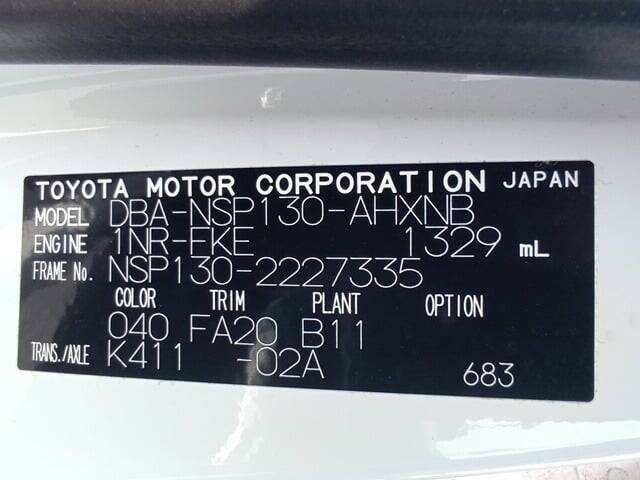 TOYOTA MOTOR CORPORATION JAPAN
MODEL DBA-NSP130-AHXNB
ENGINE 1NR-FKE 1329 mL
FRAME No. NSP130-2227335
COLOR TRIM PLANT OPTION
040 FA20 B11
TRANS./AXLE K411 -02A
683